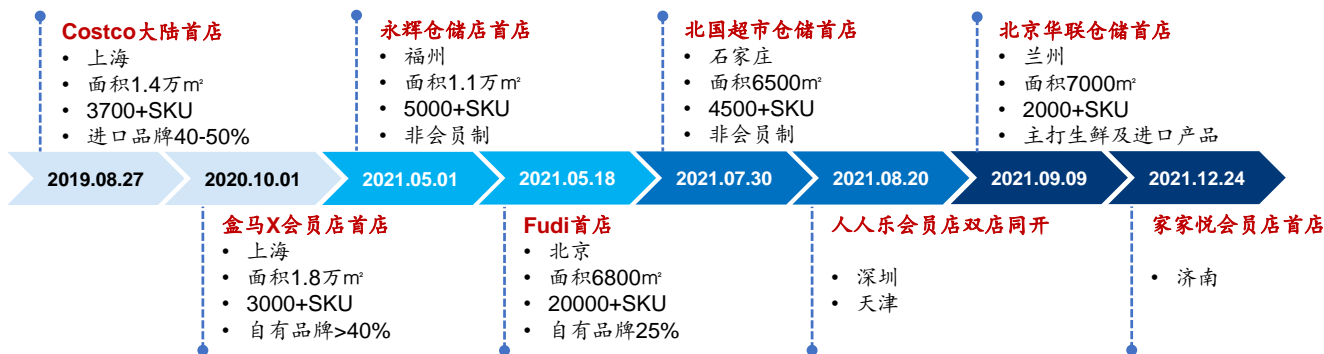 Costco大陆首店
• 上海
• 面积1.4万㎡
• 3700+SKU
• 进口品牌40-50%
永辉仓储店首店
• 福州
• 面积1.1万㎡
• 5000+SKU
• 非会员制
北国超市仓储首店
• 石家庄
• 面积6500㎡
• 4500+SKU
• 非会员制
北京华联仓储首店
• 兰州
• 面积7000㎡
• 2000+SKU
• 主打生鲜及进口产品
2019.08.27
2020.10.01
2021.05.01
2021.05.18
2021.07.30
2021.08.20
2021.09.09
2021.12.24
盒马X会员店首店
• 上海
• 面积1.8万㎡
• 3000+SKU
• 自有品牌>40%
Fudi首店
• 北京
• 面积6800㎡
• 20000+SKU
• 自有品牌25%
人人乐会员店双店同开
• 深圳
• 天津
家家悦会员店首店
• 济南